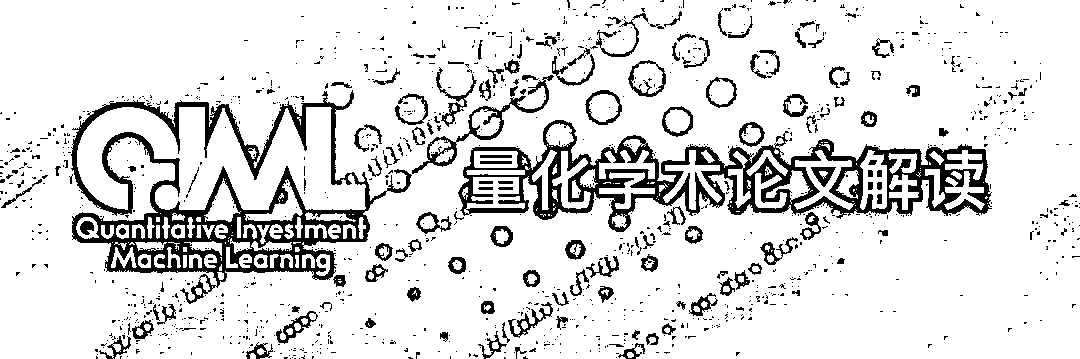 QIML
Quantitative Investment
Machine Learning
量化学术论文解读